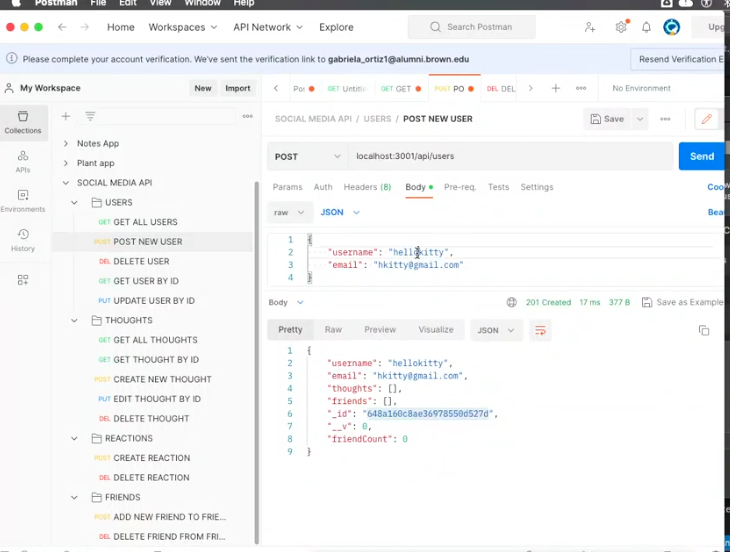 Postman File Edit View Window Help
Home Workspaces API Network Explore Search Postman Upg
Please complete your account verification. We've sent the verification link to gabriela_ortiz1@alumni.brown.edu Resend Verification E
My Workspace New Import Pos GET Untitl GET GET POST PO DEL DEL No Environment
Collections
APIs
Environments
History
Notes App
Plant app
SOCIAL MEDIA API
USERS
GET GET ALL USERS
POST POST NEW USER
DEL DELETE USER
GET GET USER BY ID
PUT UPDATE USER BY ID
THOUGHTS
GET GET ALL THOUGHTS
GET GET THOUGHT BY ID
POST CREATE NEW THOUGHT
PUT EDIT THOUGHT BY ID
DEL DELETE THOUGHT
REACTIONS
POST CREATE REACTION
DEL DELETE REACTION
FRIENDS
POST ADD NEW FRIEND TO FRIE...
DEL DELETE FRIEND FROM FRI...
SOCIAL MEDIA API / USERS / POST NEW USER Save
POST localhost:3001/api/users Send
Params Auth Headers (8) Body Pre-req. Tests Settings Coo
raw JSON Beau
1 {
2 "username": "hellokitty",
3 "email": "hkitty@gmail.com"
4 }
Body 201 Created 17 ms 377 B Save as Example
Pretty Raw Preview Visualize JSON
1 {
2 "username": "hellokitty",
3 "email": "hkitty@gmail.com",
4 "thoughts": [],
5 "friends": [],
6 "_id": "648a160c8ae36978550d527d",
7 "__v": 0,
8 "friendCount": 0
9 }